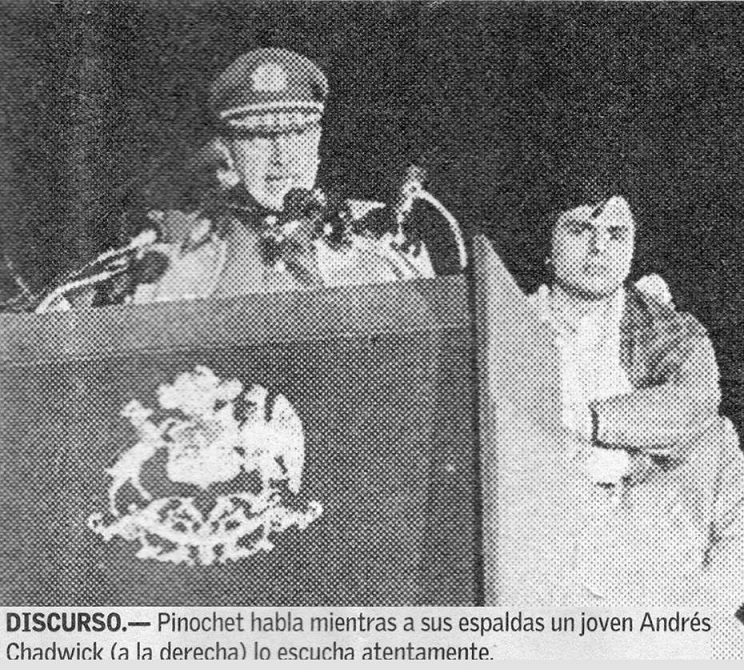 DISCURSO.— Pinochet habla mientras a sus espaldas un joven Andrés
Chadwick (a la derecha) lo escucha atentamente.